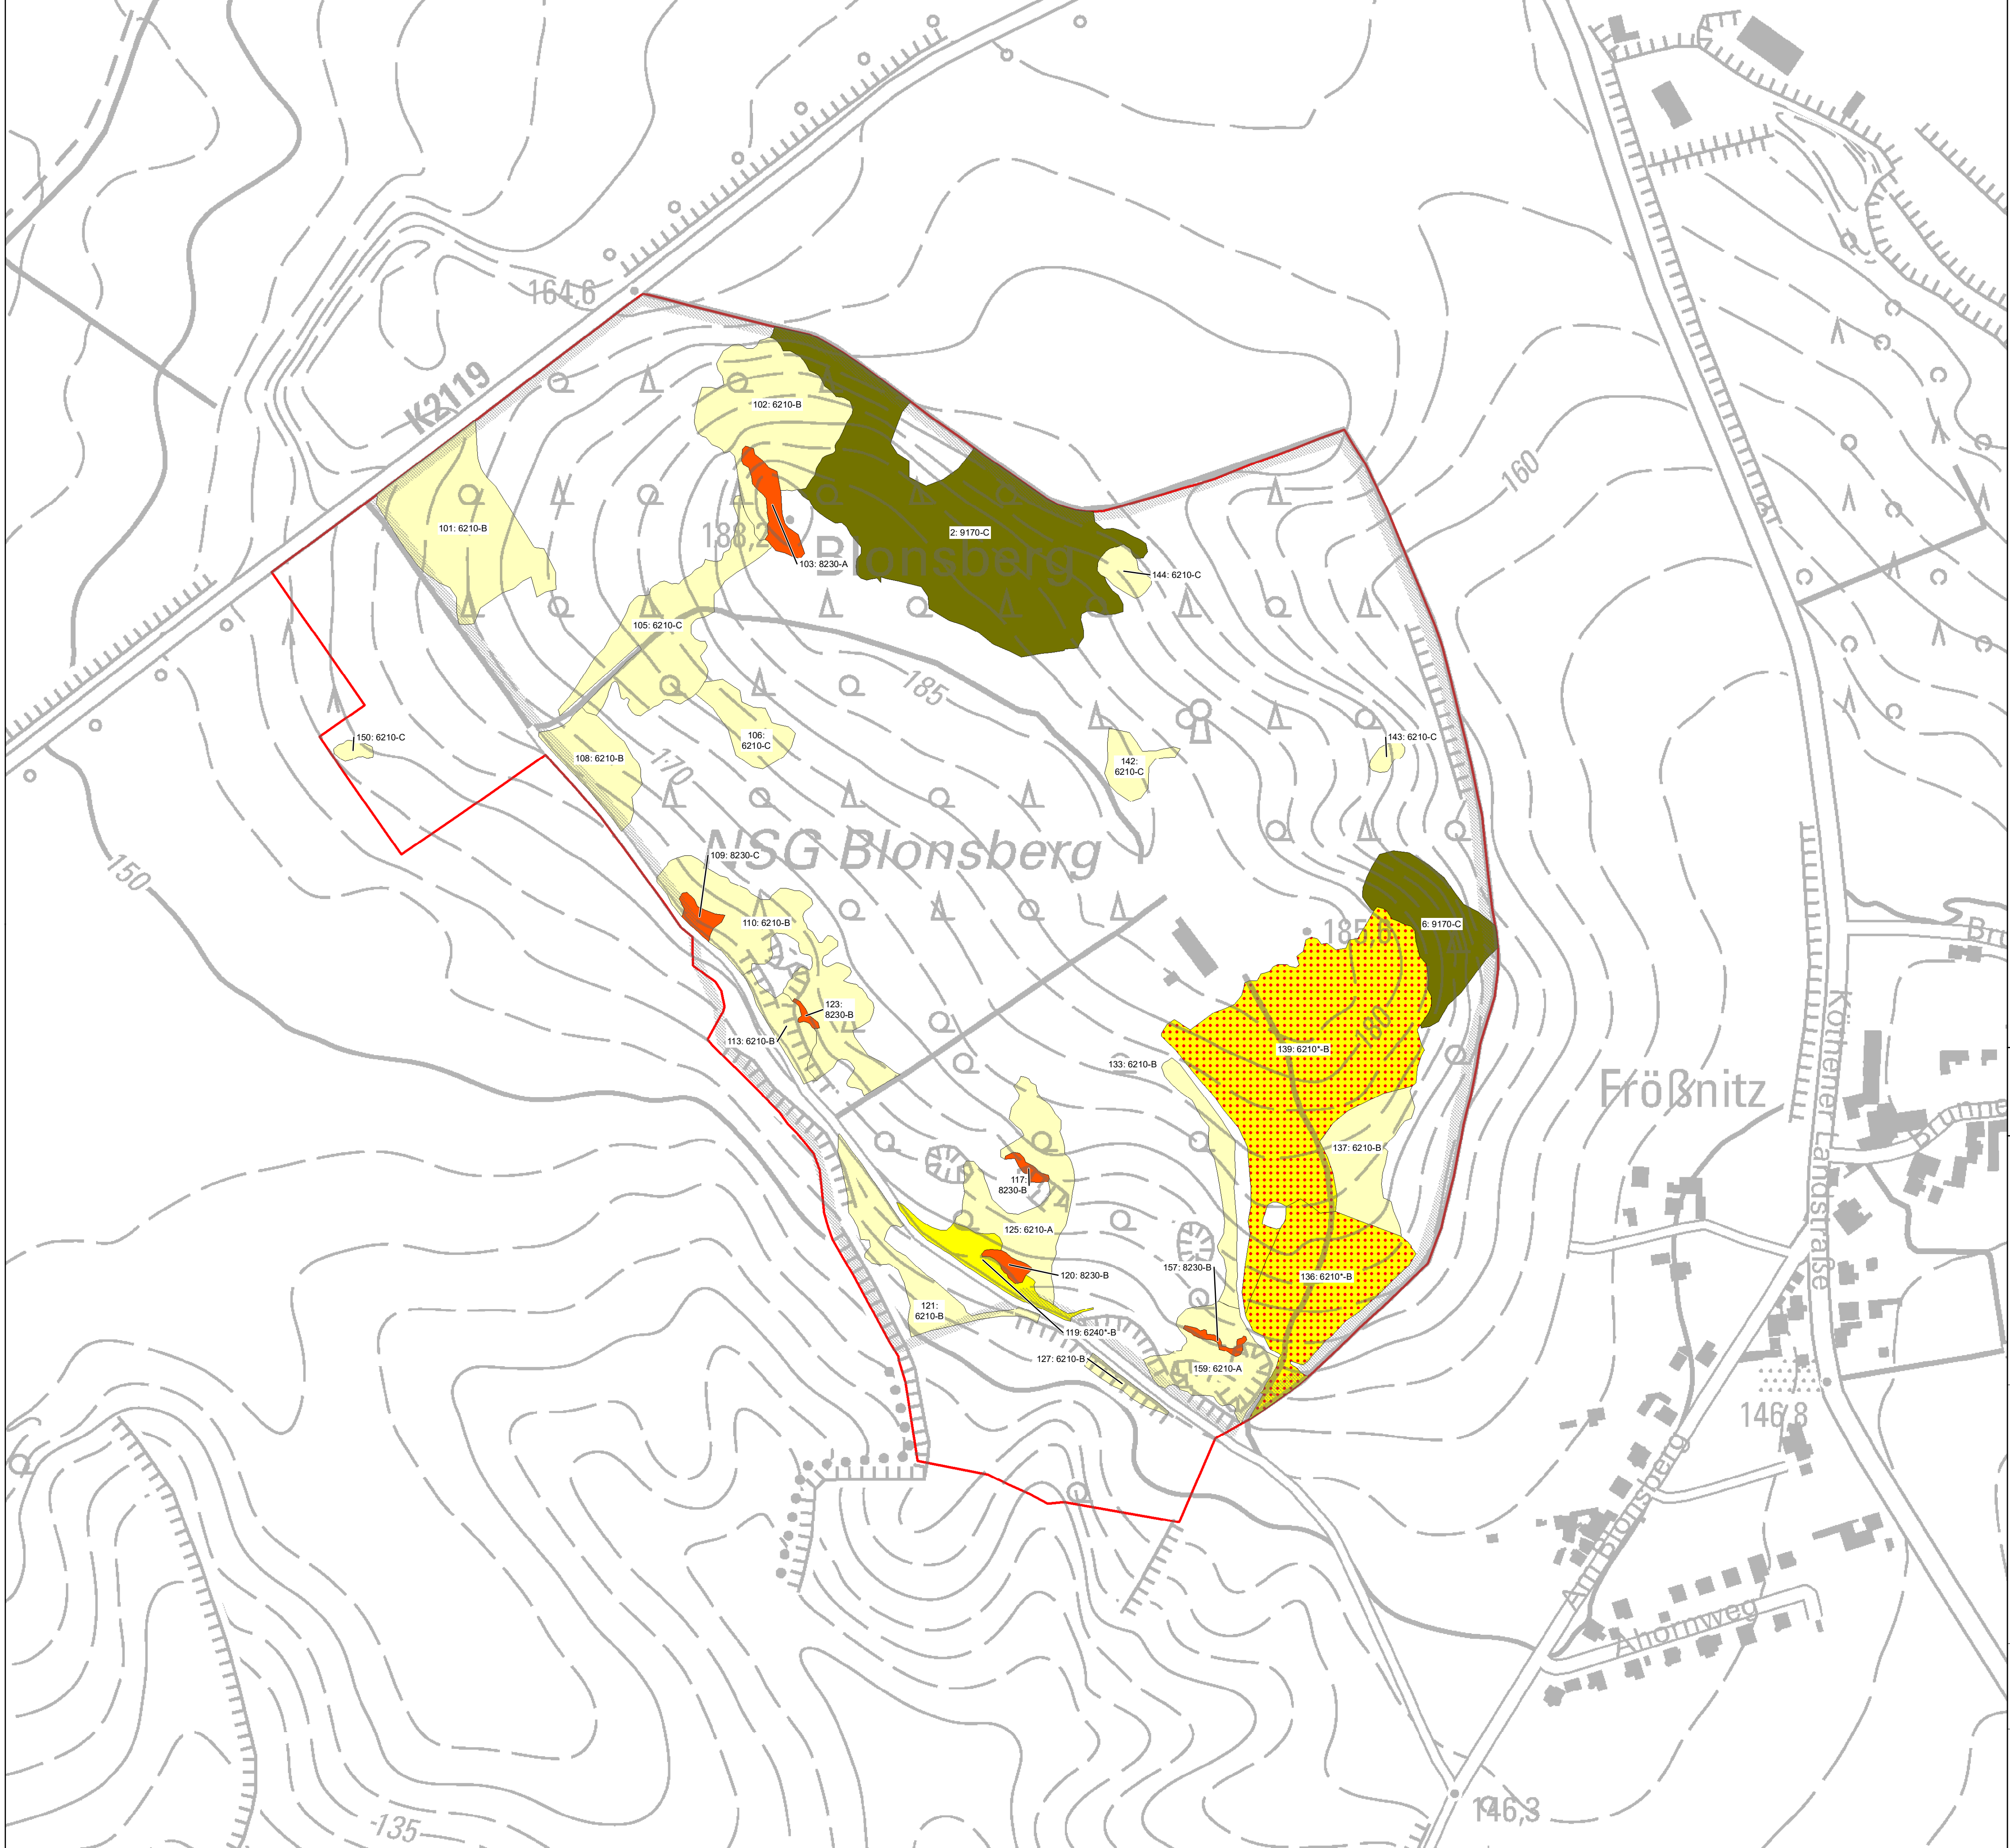 164,6
K2119
102: 6210-B
160
101: 6210-B
188,2
Blonsberg
2: 9170-C
103: 8230-A
144: 6210-C
105: 6210-C
185
150: 6210-C
106:
6210-C
143: 6210-C
108: 6210-B
170
142:
6210-C
NSG Blonsberg
109: 8230-C
150
110: 6210-B
185,0
6: 9170-C
Bru
123:
8230-B
113: 6210-B
180
139: 6210*-B
133: 6210-B
Frößnitz
Köthener Landstraße
Brunne
137: 6210-B
117:
8230-B
125: 6210-A
157: 8230-B
120: 8230-B
136: 6210*-B
121:
6210-B
119: 6240*-B
127: 6210-B
159: 6210-A
146,8
Am Blonsberg
Ahornweg
135
146,3